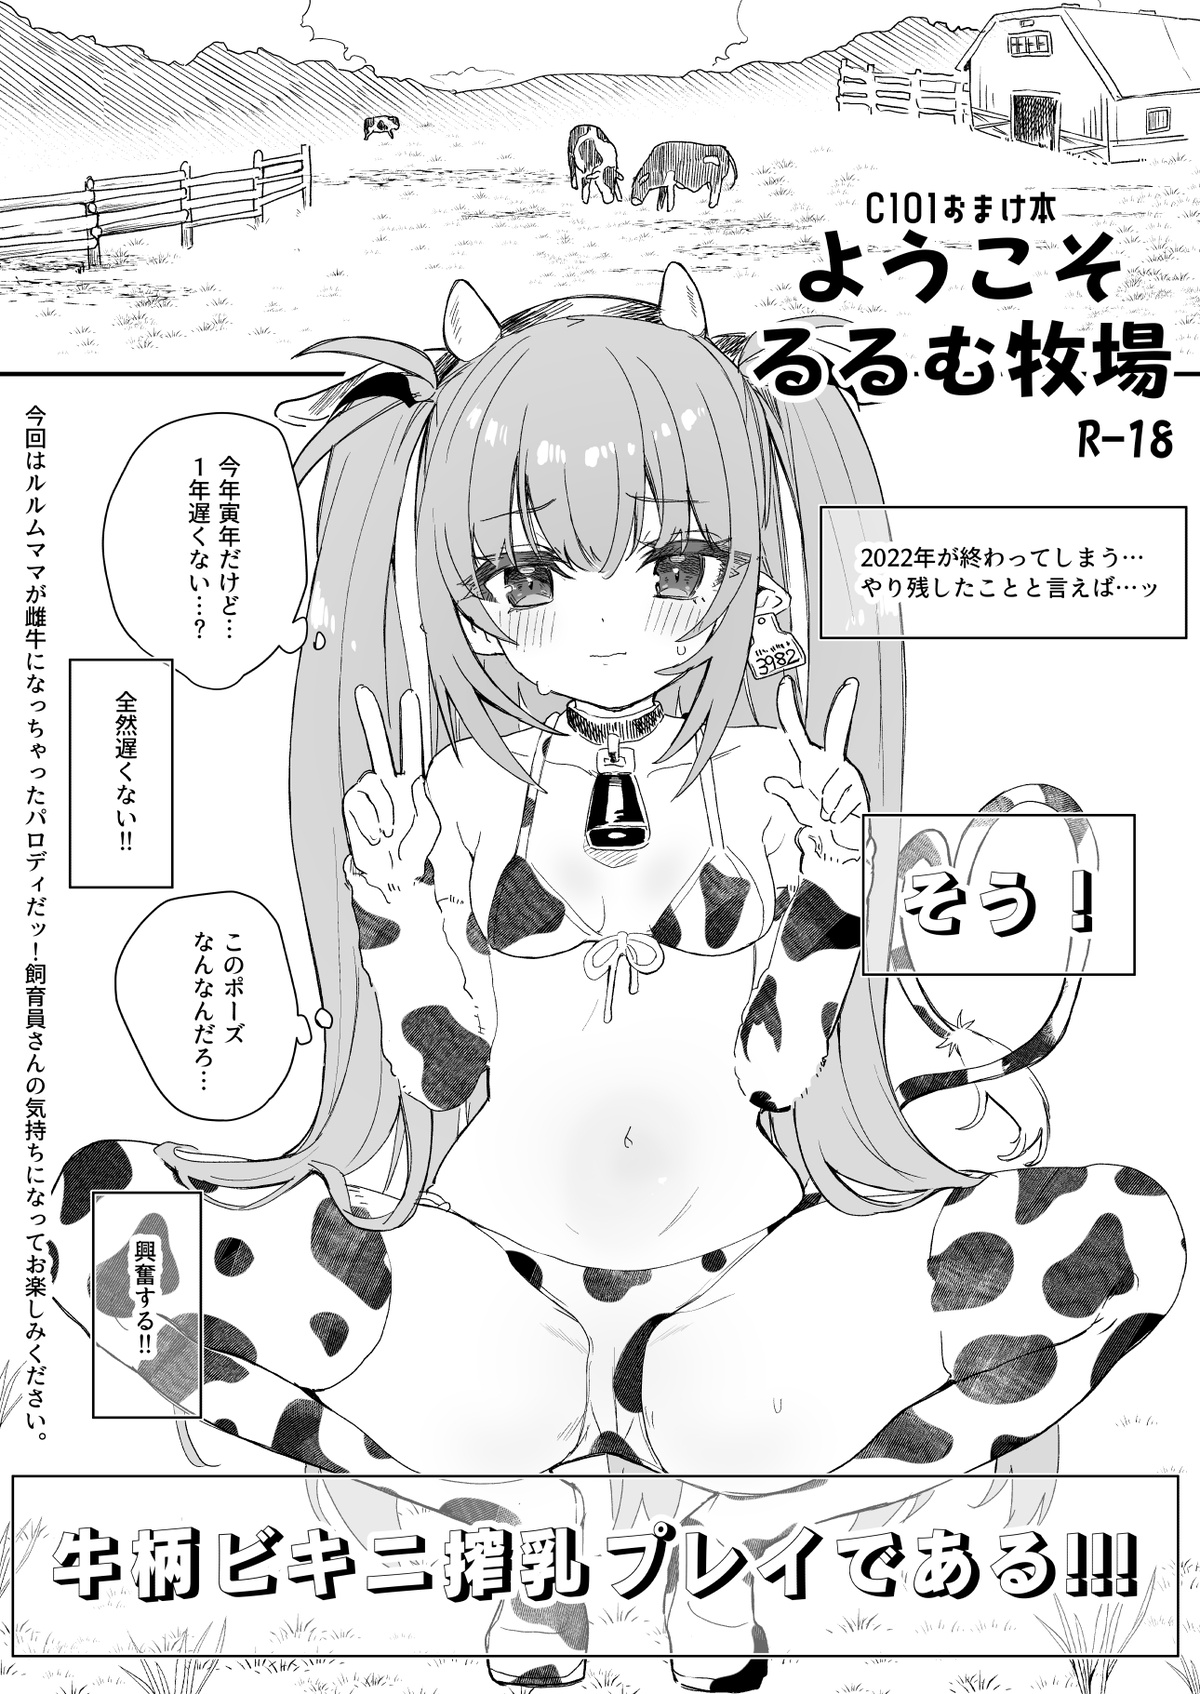 C101おまけ本
ようこそ
るるむ牧場
R-18
2022年が終わってしまう…
やり残したことと言えば…ッ
今年寅年だけど…
1年遅くない…?
全然遅くない!!
3982
そう!
このポーズ
なんなんだろ…
興奮する!!
今回はルルムママが雌牛になっちゃったパロディだッ!飼育員さんの気持ちになってお楽しみください。
牛柄ビキニ搾乳プレイである!!!